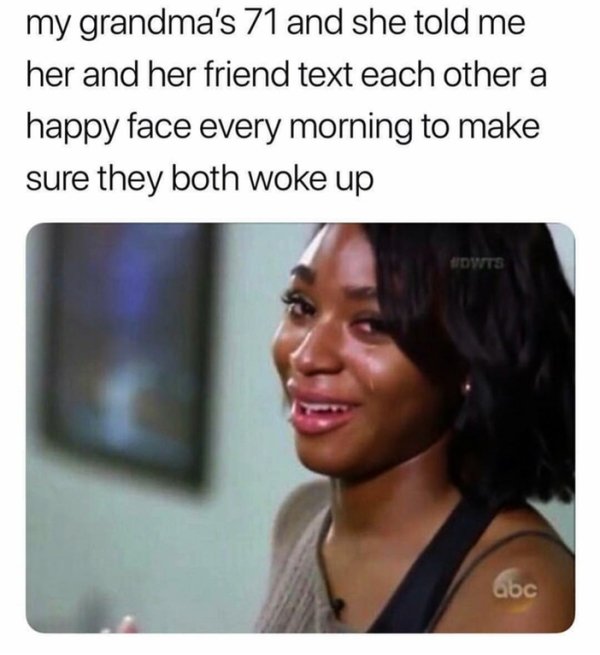 my grandma's 71 and she told me
her and her friend text each other a
happy face every morning to make
sure they both woke up
#DWTS
abc